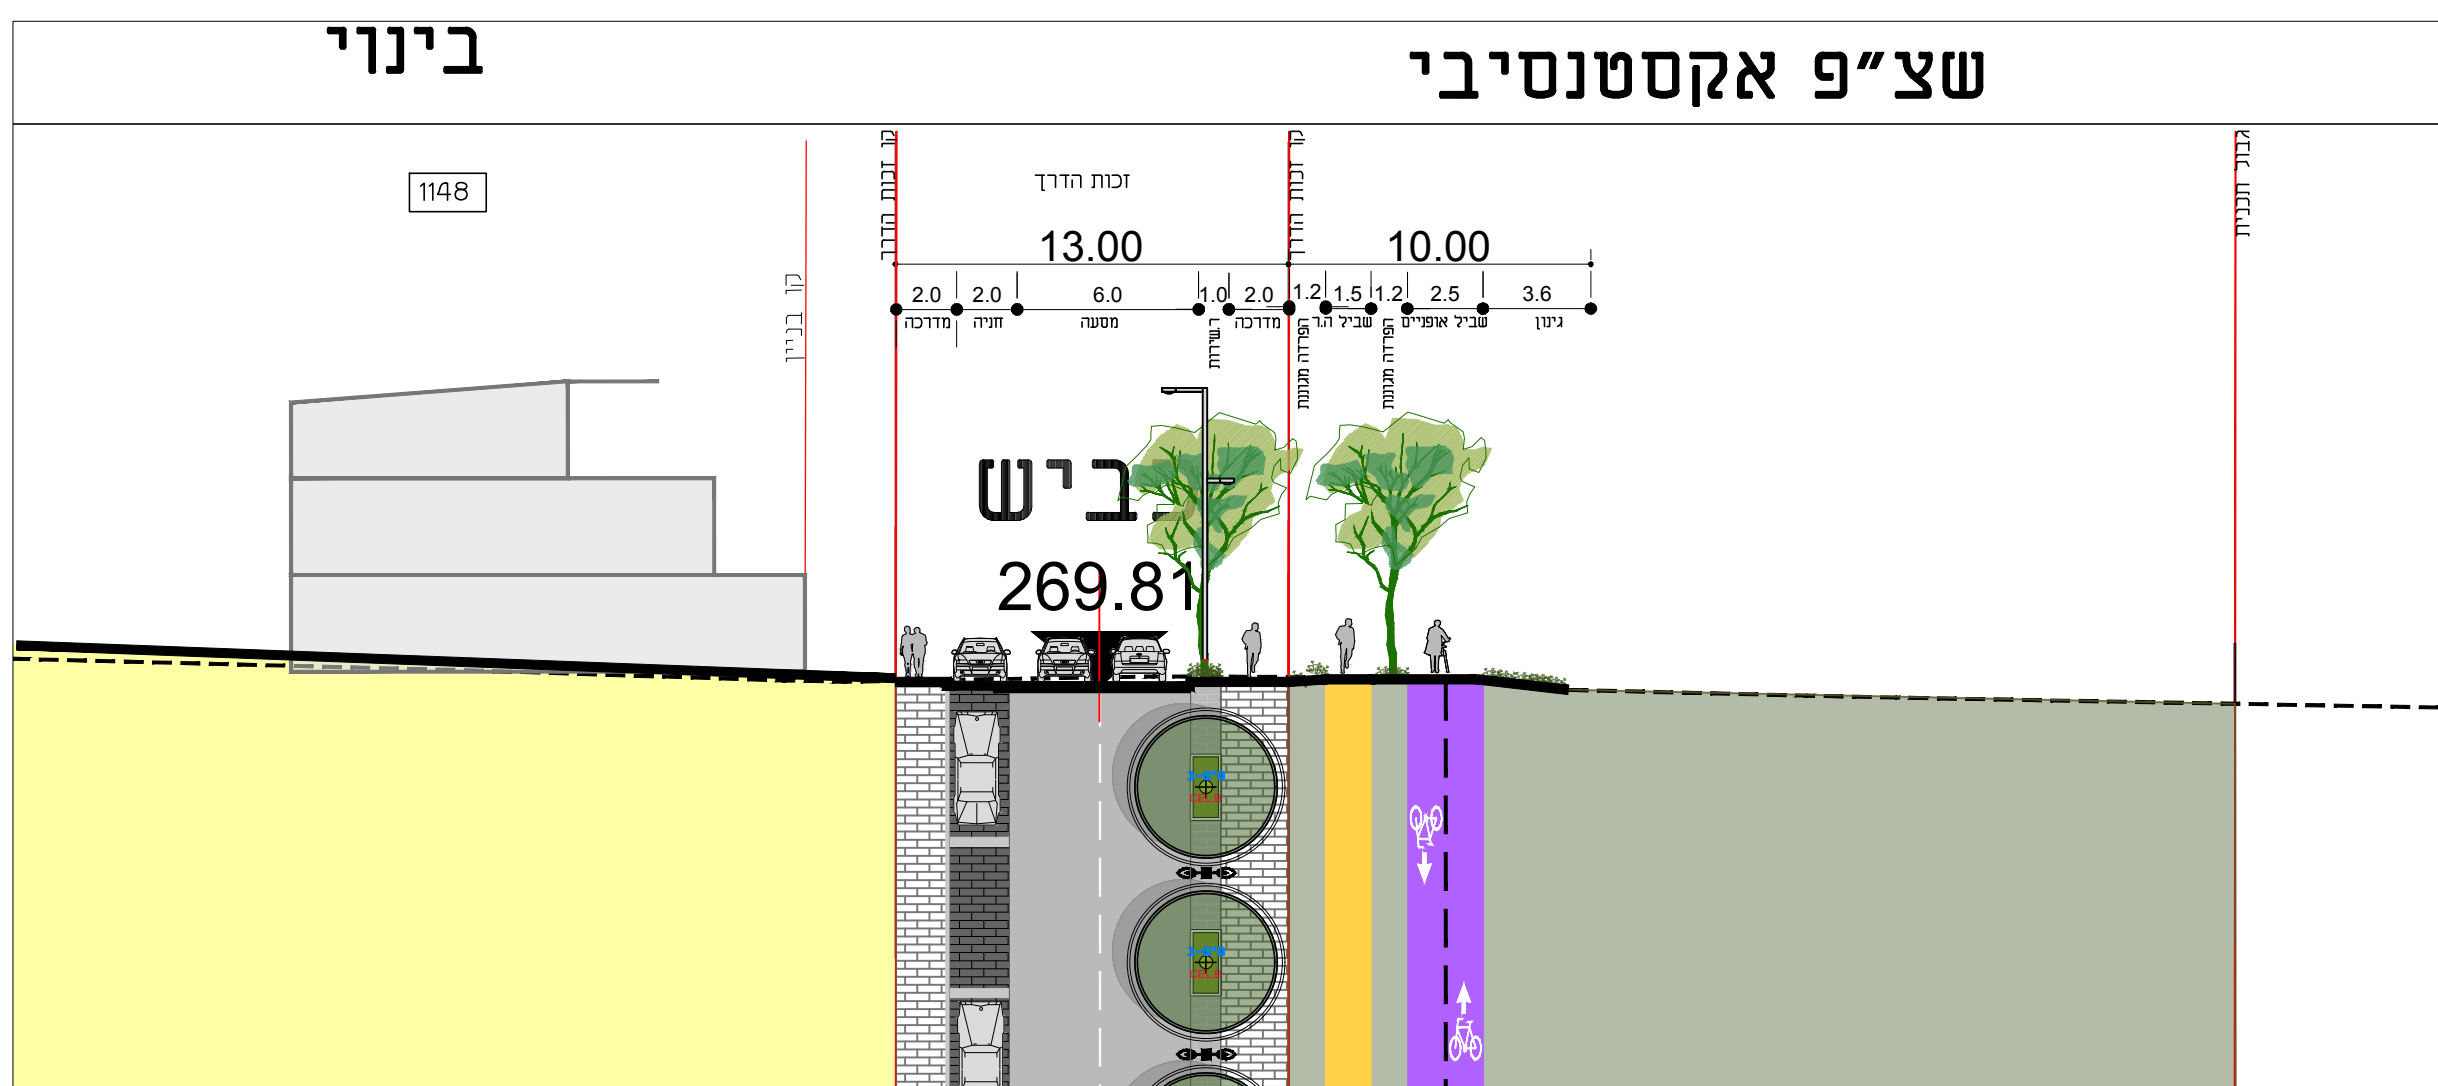 שצ״פ אקסטנסיבי
בינוי
גבול תכנית
קו זכות הדרך
זכות הדרך
קו זכות הדרך
1148
13.00
10.00
קו בניין
2.0
2.0
6.0
1.0
2.0
1.2
1.5
1.2
2.5
3.6
מדרכה
חניה
מסעה
ר.שירות
מדרכה
הפרדה מגוננת
שביל ה.ר
הפרדה מגוננת
שביל אופניים
גינון
269.81